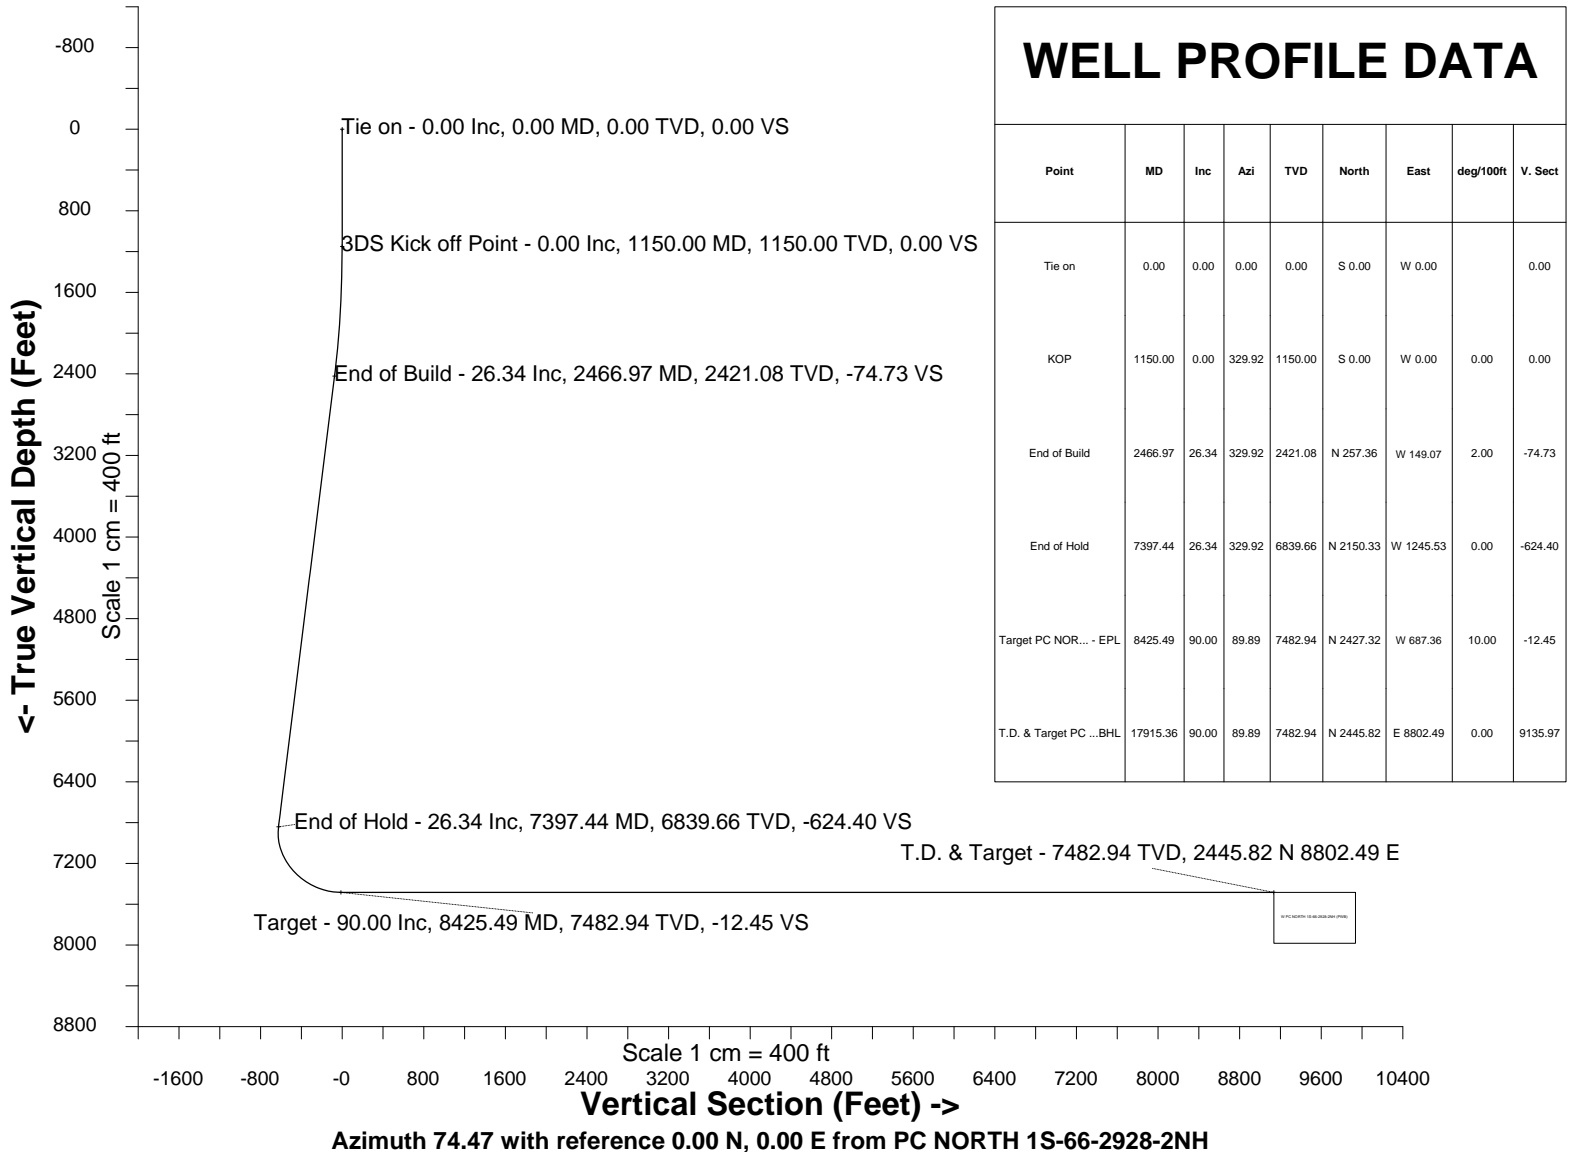 -800
0
800
1600
2400
3200
4000
4800
5600
6400
7200
8000
8800
<- True Vertical Depth (Feet)
Scale 1 cm = 400 ft
Tie on - 0.00 Inc, 0.00 MD, 0.00 TVD, 0.00 VS
3DS Kick off Point - 0.00 Inc, 1150.00 MD, 1150.00 TVD, 0.00 VS
End of Build - 26.34 Inc, 2466.97 MD, 2421.08 TVD, -74.73 VS
End of Hold - 26.34 Inc, 7397.44 MD, 6839.66 TVD, -624.40 VS
T.D. & Target - 7482.94 TVD, 2445.82 N 8802.49 E
Target - 90.00 Inc, 8425.49 MD, 7482.94 TVD, -12.45 VS
WELL PROFILE DATA
Point MD Inc Azi TVD North East deg/100ft V. Sect
Tie on 0.00 0.00 0.00 0.00 S 0.00 W 0.00 0.00
KOP 1150.00 0.00 329.92 1150.00 S 0.00 W 0.00 0.00 0.00
End of Build 2466.97 26.34 329.92 2421.08 N 257.36 W 149.07 2.00 -74.73
End of Hold 7397.44 26.34 329.92 6839.66 N 2150.33 W 1245.53 0.00 -624.40
Target PC NOR... - EPL 8425.49 90.00 89.89 7482.94 N 2427.32 W 687.36 10.00 -12.45
T.D. & Target PC ...BHL 17915.36 90.00 89.89 7482.94 N 2445.82 E 8802.49 0.00 9135.97
Scale 1 cm = 400 ft
-1600 -800 -0 800 1600 2400 3200 4000 4800 5600 6400 7200 8000 8800 9600 10400
Vertical Section (Feet) ->
Azimuth 74.47 with reference 0.00 N, 0.00 E from PC NORTH 1S-66-2928-2NH